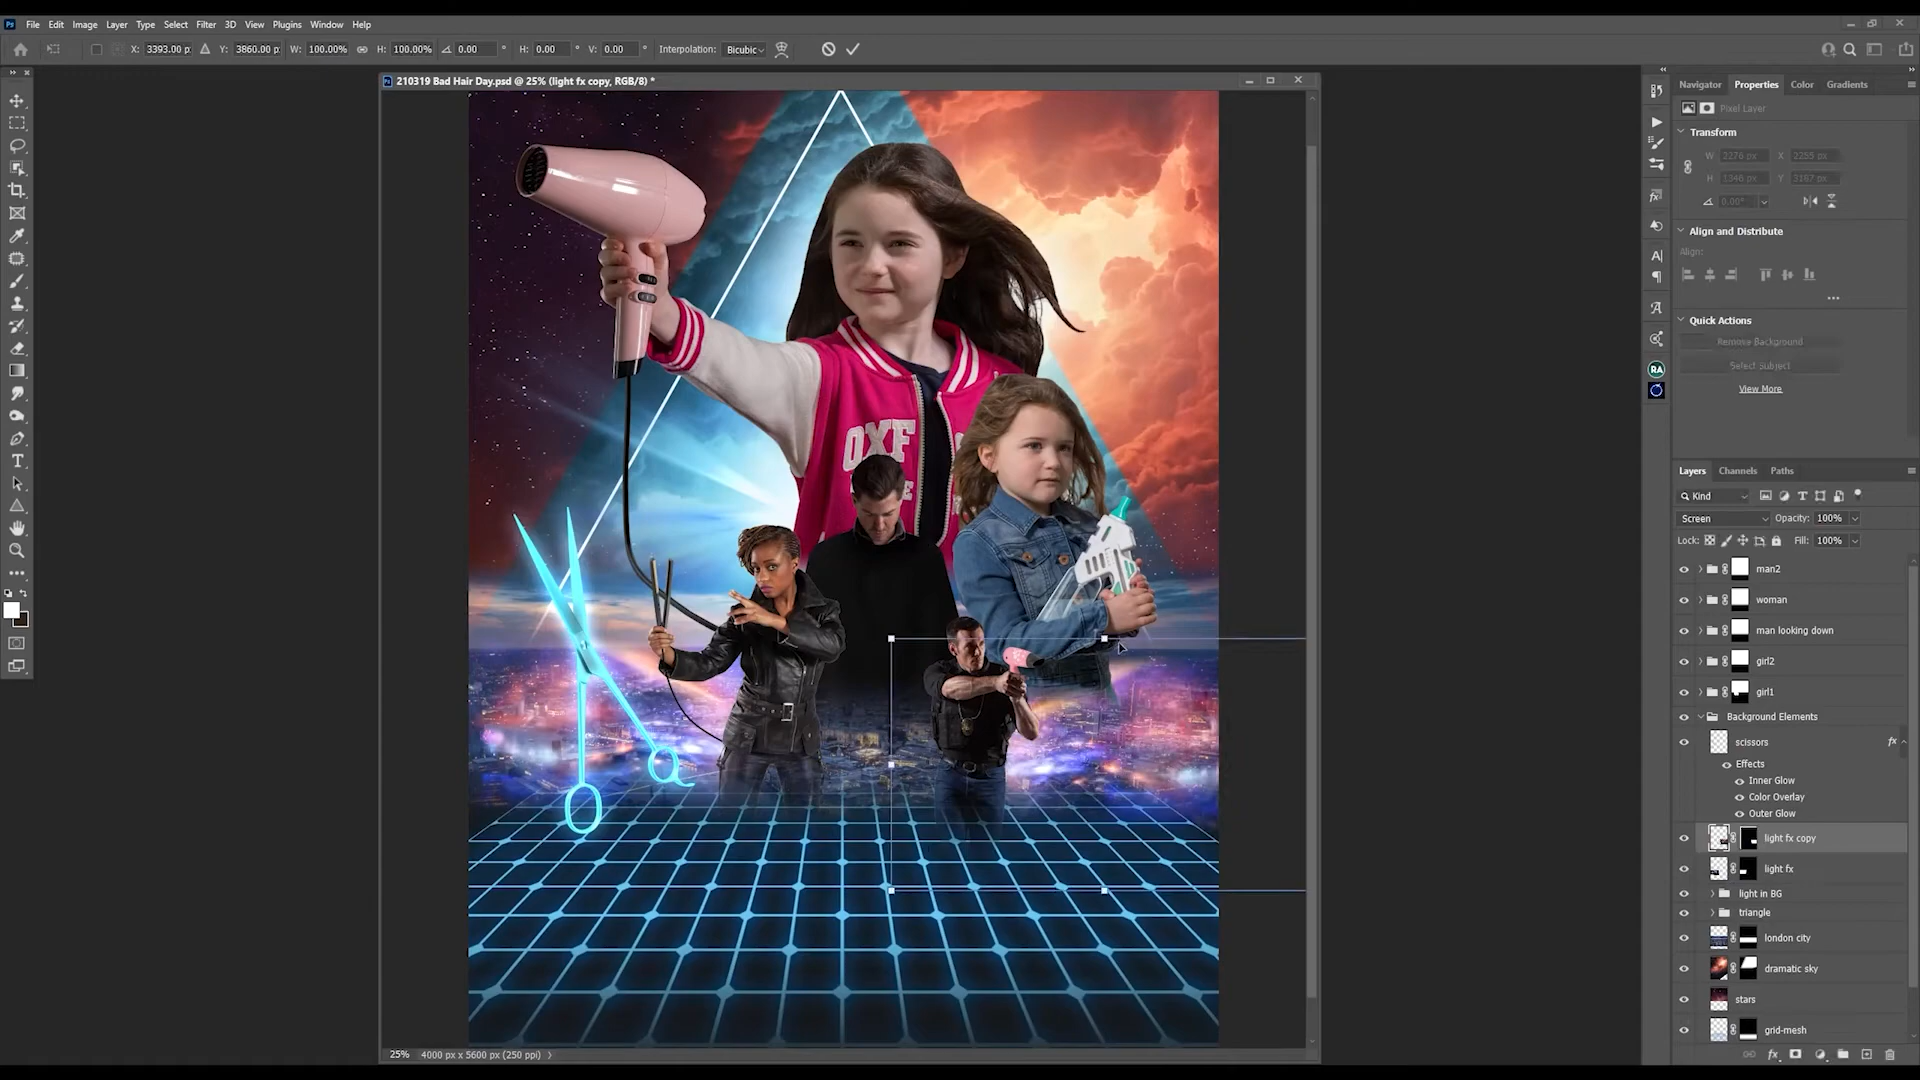 Ps File Edit Image Layer Type Select Filter 3D View Plugins Window Help
X: 3393.00 p: Y: 3860.00 p: W: 100.00% H: 100.00% 0.00 ° H: 0.00 ° V: 0.00 ° Interpolation: Bicubic
210319 Bad Hair Day.psd @ 25% (light fx copy, RGB/8) *
Navigator Properties Color Gradients
Pixel Layer
Transform
W 2276 px X 2255 px
H 1346 px Y 3187 px
0.00°
Align and Distribute
Align:
Quick Actions
Remove Background
Select Subject
View More
RA
OXF
Layers Channels Paths
Kind
Screen Opacity: 100%
Lock: Fill: 100%
man2
woman
man looking down
girl2
girl1
Background Elements
scissors fx
Effects
Inner Glow
Color Overlay
Outer Glow
light fx copy
light fx
light in BG
triangle
london city
dramatic sky
stars
grid-mesh
25% 4000 px x 5600 px (250 ppi)